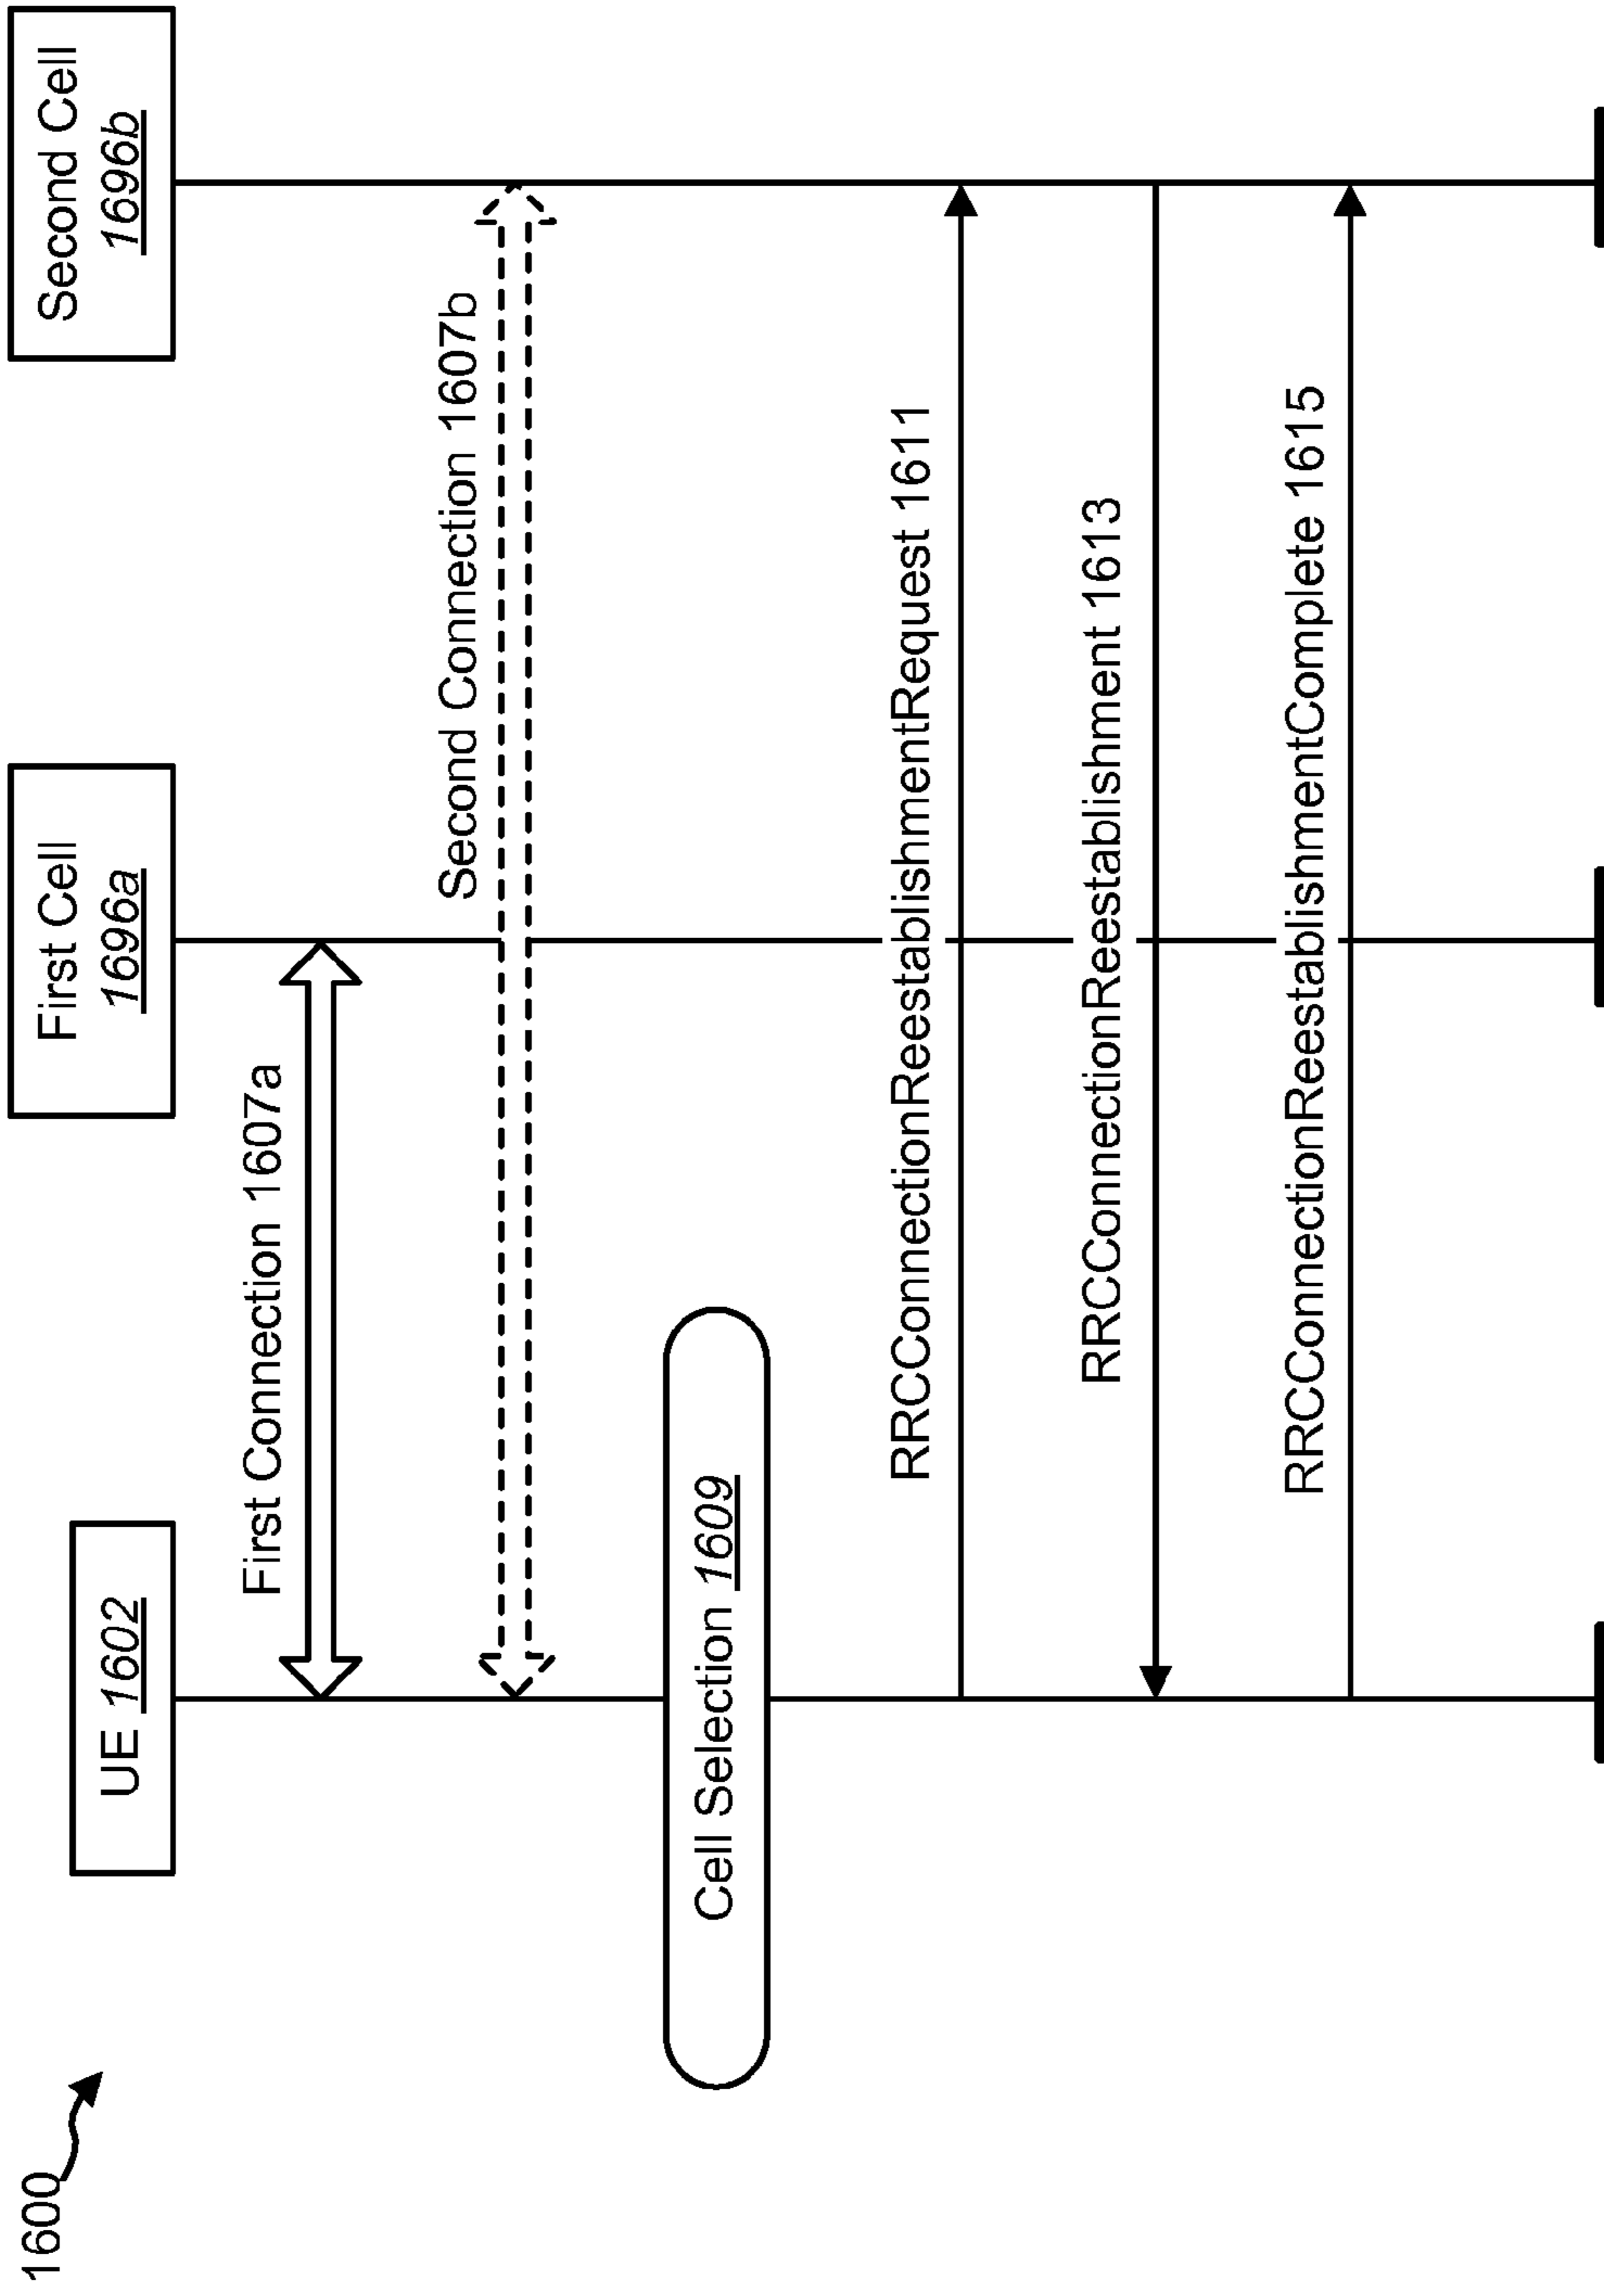 1600
UE 1602
First Cell
1696a
Second Cell
1696b
First Connection 1607a
Second Connection 1607b
Cell Selection 1609
RRCConnectionReestablishmentRequest 1611
RRCConnectionReestablishment 1613
RRCConnectionReestablishmentComplete 1615